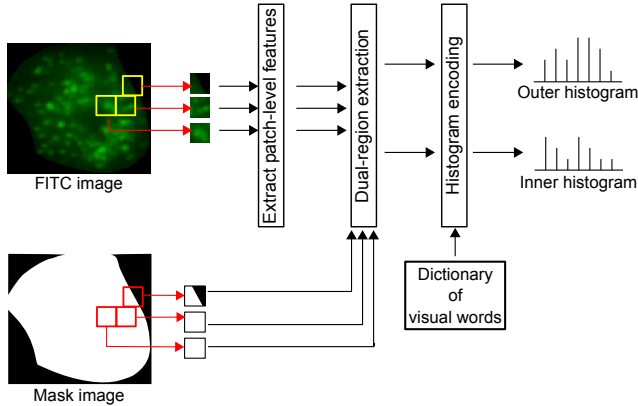 FITC image
Extract patch-level features
Dual-region extraction
Histogram encoding
Outer histogram
Inner histogram
Dictionary
of
visual words
Mask image